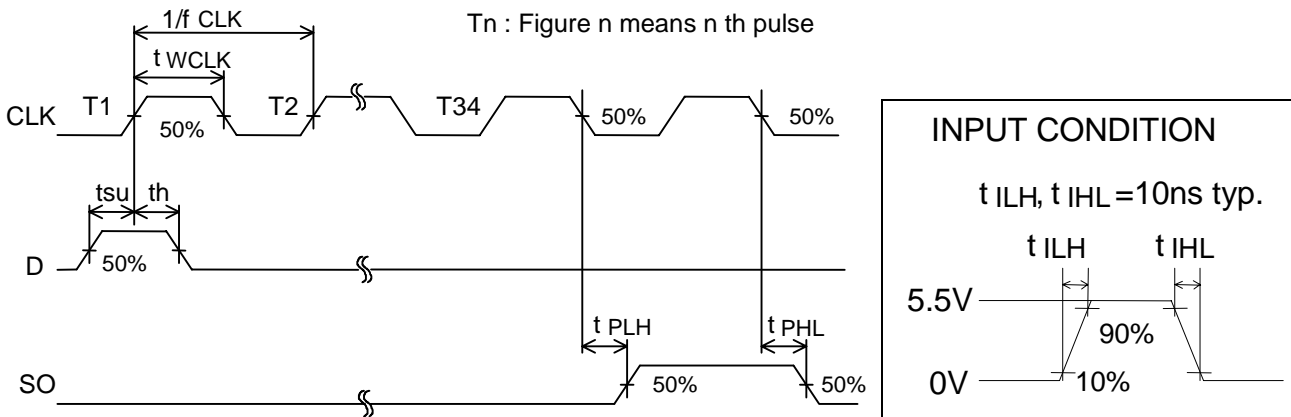 1/f CLK
Tn : Figure n means n th pulse
t WCLK
CLK T1 50% T2 T34 50% 50%
tsu th
D 50%
t PLH t PHL
SO 50% 50%
INPUT CONDITION
t ILH, t IHL =10ns typ.
t ILH t IHL
5.5V
90%
0V 10%